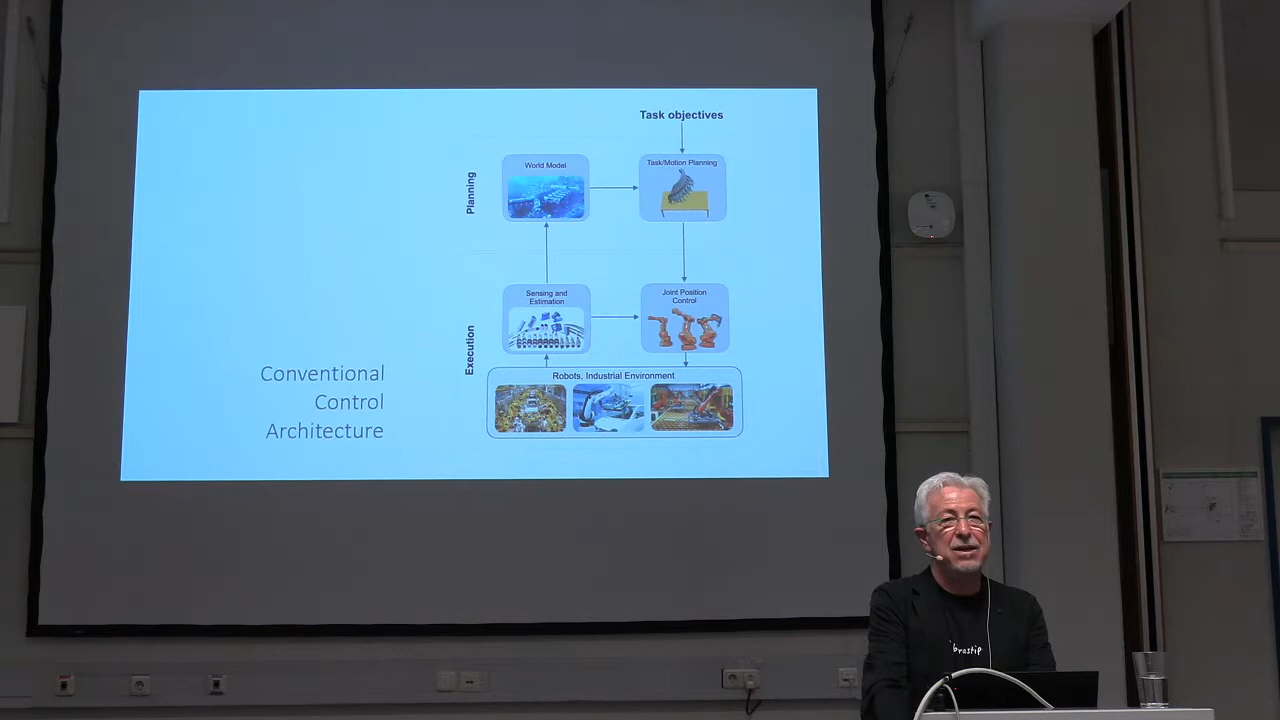 Task objectives
Planning
World Model
Task/Motion Planning
Execution
Sensing and
Estimation
Joint Position
Control
Robots, Industrial Environment
Conventional
Control
Architecture